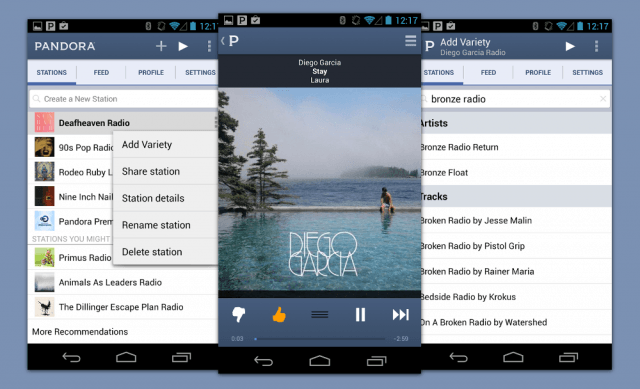 12:17
PANDORA
STATIONS FEED PROFILE SETTINGS
Create a New Station
Deafheaven Radio
90s Pop Radio
Rodeo Ruby L
Nine Inch Nail
Pandora Prem
STATIONS YOU MIGHT
Primus Radio
Animals As Leaders Radio
The Dillinger Escape Plan Radio
More Recommendations
Add Variety
Share station
Station details
Rename station
Delete station
12:17
P
Diego Garcia
Stay
Laura
DIEGO
GARCIA
0:03 -2:59
12:17
P Add Variety
Diego Garcia Radio
STATIONS FEED PROFILE SETTINGS
bronze radio
Artists
Bronze Radio Return
Bronze Float
Tracks
Broken Radio by Jesse Malin
Broken Radio by Pistol Grip
Broken Radio by Rainer Maria
Bedside Radio by Krokus
On A Broken Radio by Watershed